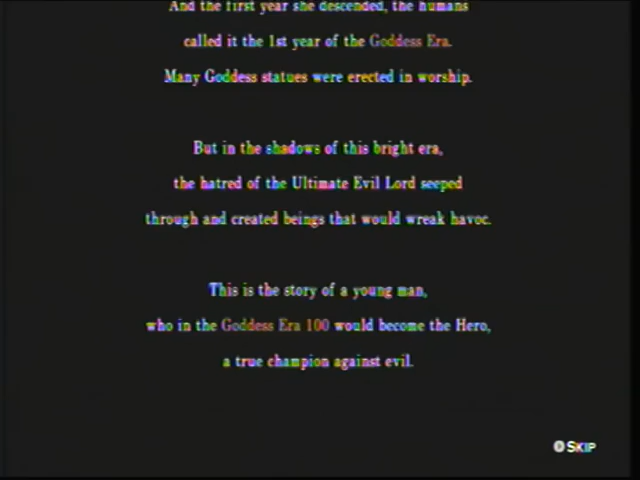 And the first year she descended, the humans
called it the 1st year of the Goddess Era.
Many Goddess statues were erected in worship.
But in the shadows of this bright era,
the hatred of the Ultimate Evil Lord seeped
through and created beings that would wreak havoc.
This is the story of a young man,
who in the Goddess Era 100 would become the Hero,
a true champion against evil.
SKIP